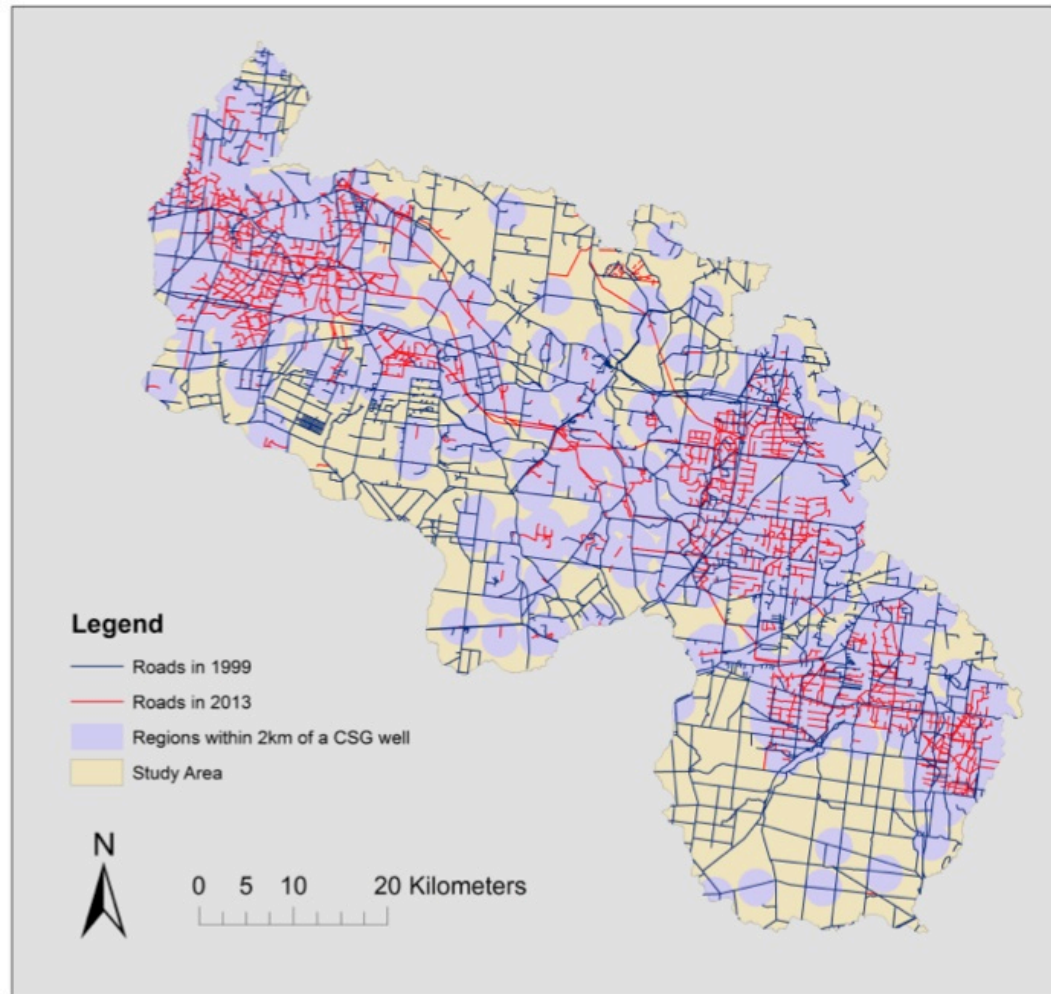 Legend
Roads in 1999
Roads in 2013
Regions within 2km of a CSG well
Study Area
N
0 5 10 20 Kilometers